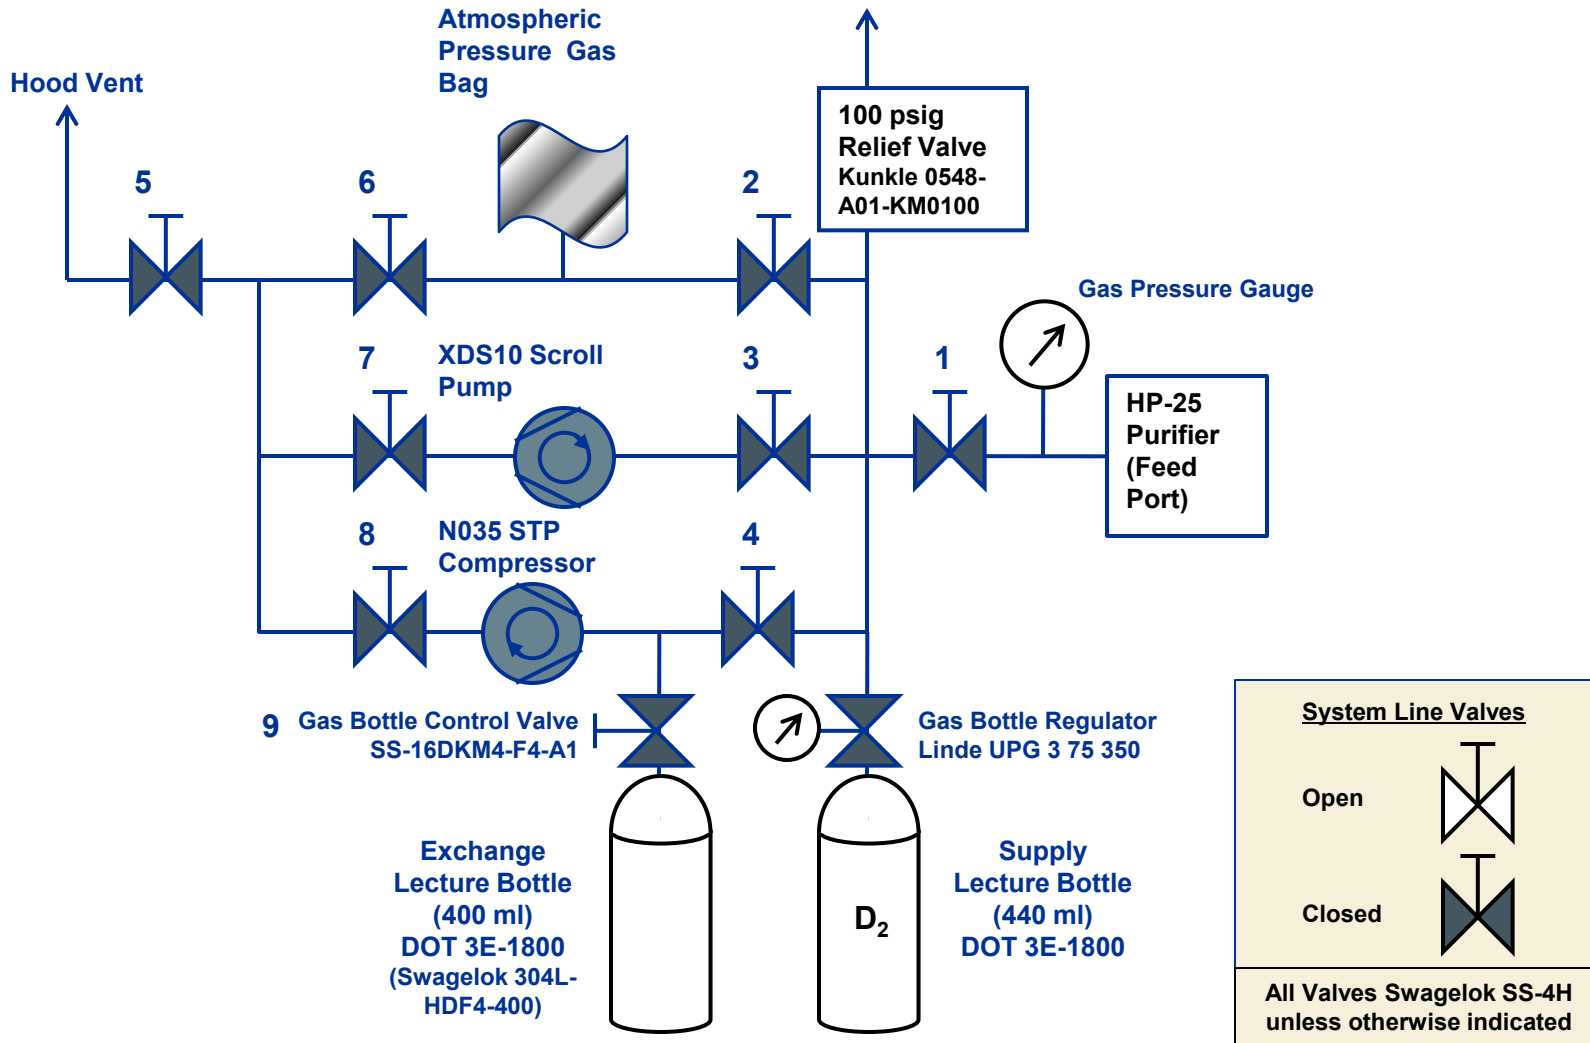 Atmospheric
Pressure Gas
Bag
Hood Vent
100 psig
Relief Valve
Kunkle 0548-
A01-KM0100
5
6
2
Gas Pressure Gauge
7
XDS10 Scroll
Pump
3
1
HP-25
Purifier
(Feed
Port)
8
N035 STP
Compressor
4
9 Gas Bottle Control Valve
SS-16DKM4-F4-A1
Gas Bottle Regulator
Linde UPG 3 75 350
Exchange
Lecture Bottle
(400 ml)
DOT 3E-1800
(Swagelok 304L-
HDF4-400)
D₂
Supply
Lecture Bottle
(440 ml)
DOT 3E-1800
System Line Valves
Open
Closed
All Valves Swagelok SS-4H
unless otherwise indicated